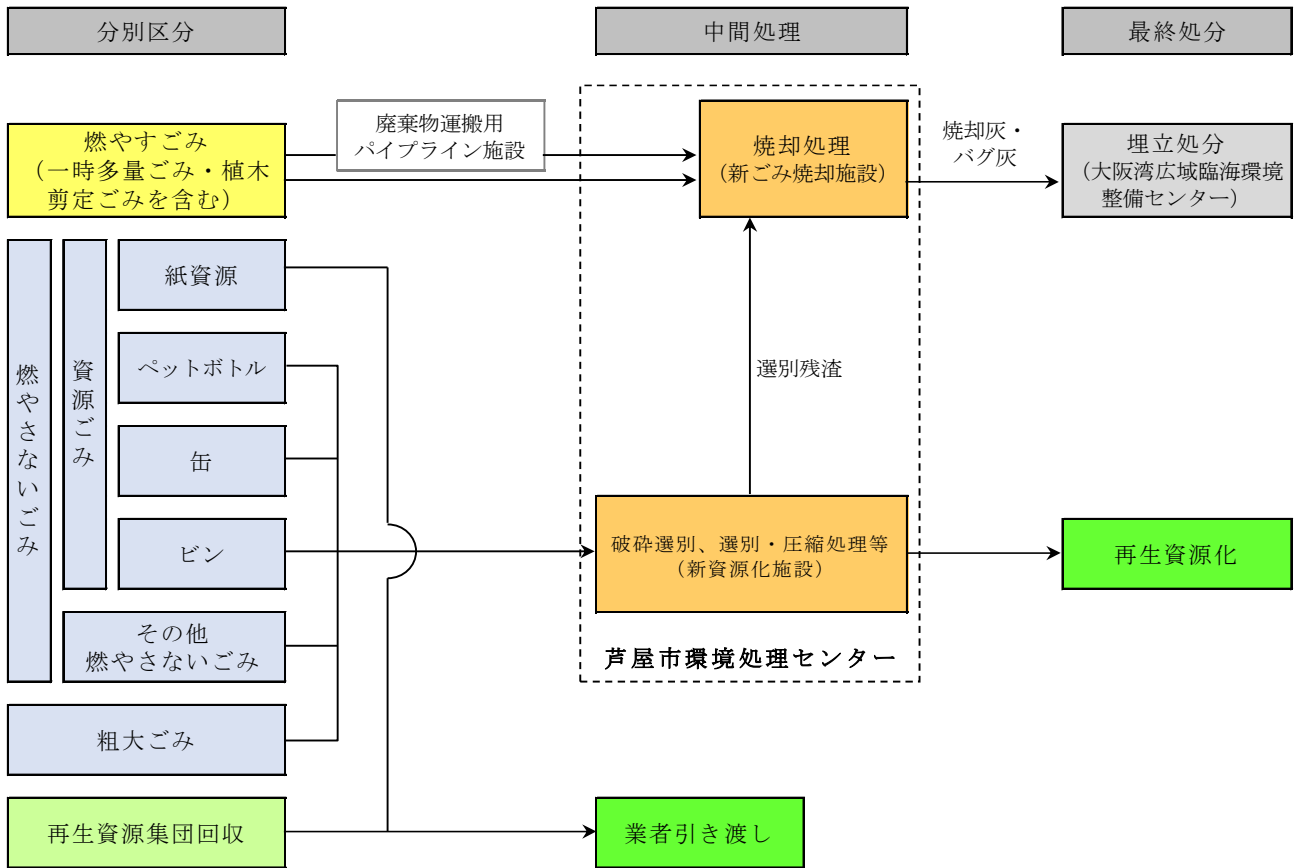 分別区分
中間処理
最終処分
燃やすごみ
（一時多量ごみ・植木
剪定ごみを含む）
廃棄物運搬用
パイプライン施設
焼却処理
（新ごみ焼却施設）
焼却灰・
バグ灰
埋立処分
（大阪湾広域臨海環境
整備センター）
燃やさないごみ
資源ごみ
紙資源
ペットボトル
缶
ビン
その他
燃やさないごみ
粗大ごみ
再生資源集団回収
選別残渣
破砕選別、選別・圧縮処理等
（新資源化施設）
芦屋市環境処理センター
再生資源化
業者引き渡し